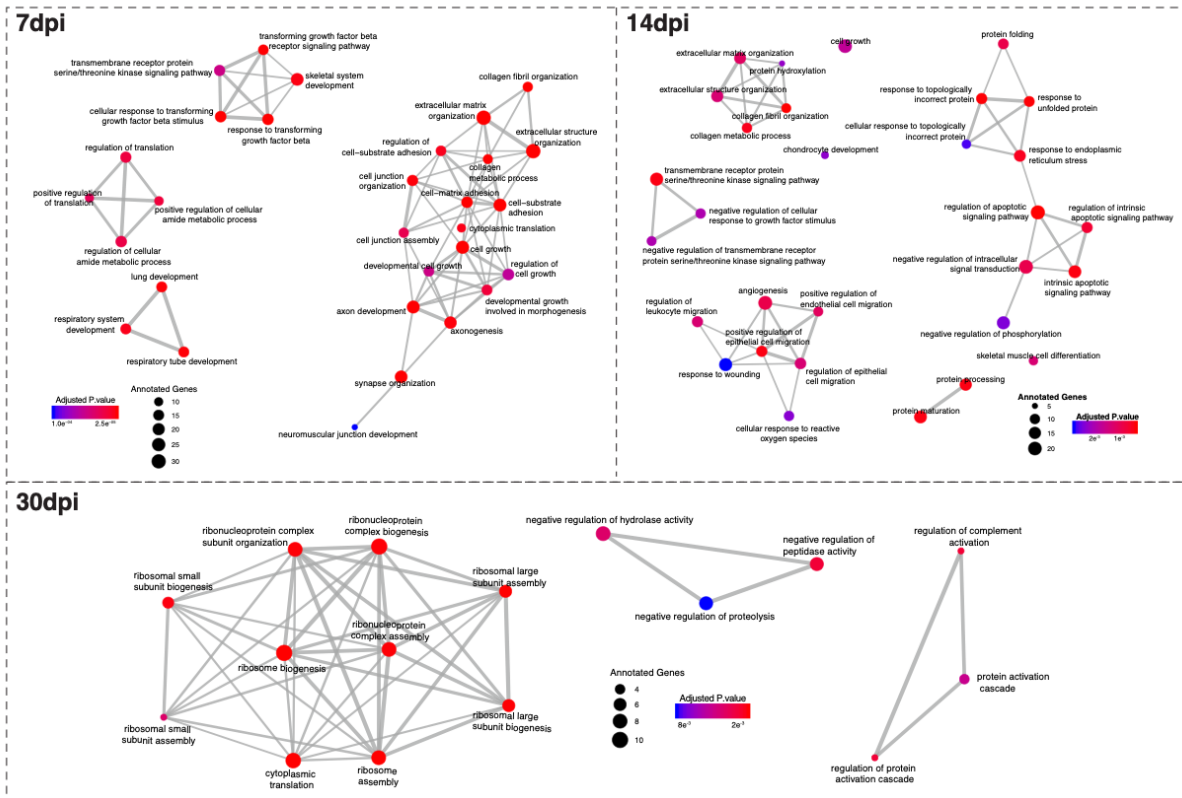 7dpi
transforming growth factor beta
receptor signaling pathway
transmembrane receptor protein
serine/threonine kinase signaling pathway
skeletal system
development
cellular response to transforming
growth factor beta stimulus
response to transforming
growth factor beta
regulation of translation
positive regulation
of translation
positive regulation of cellular
amide metabolic process
regulation of cellular
amide metabolic process
lung development
respiratory system
development
respiratory tube development
collagen fibril organization
extracellular matrix
organization
extracellular structure
organization
regulation of
cell-substrate adhesion
collagen
metabolic process
cell junction
organization
cell-matrix adhesion
cell-substrate
adhesion
cytoplasmic translation
cell junction assembly
cell growth
developmental cell growth
regulation of
cell growth
developmental growth
involved in morphogenesis
axon development
axonogenesis
synapse organization
neuromuscular junction development
Adjusted P.value
Annotated Genes
10
15
20
25
30
14dpi
cell growth
extracellular matrix organization
protein hydroxylation
extracellular structure organization
collagen fibril organization
collagen metabolic process
chondrocyte development
transmembrane receptor protein
serine/threonine kinase signaling pathway
negative regulation of cellular
response to growth factor stimulus
negative regulation of transmembrane receptor
protein serine/threonine kinase signaling pathway
angiogenesis
positive regulation of
endothelial cell migration
regulation of
leukocyte migration
positive regulation of
epithelial cell migration
response to wounding
regulation of epithelial
cell migration
cellular response to reactive
oxygen species
protein folding
response to topologically
incorrect protein
response to
unfolded protein
cellular response to topologically
incorrect protein
response to endoplasmic
reticulum stress
regulation of apoptotic
signaling pathway
regulation of intrinsic
apoptotic signaling pathway
negative regulation of intracellular
signal transduction
intrinsic apoptotic
signaling pathway
negative regulation of phosphorylation
skeletal muscle cell differentiation
protein processing
protein maturation
Annotated Genes
5
10
15
20
Adjusted P.value
30dpi
ribonucleoprotein complex
subunit organization
ribonucleoprotein
complex biogenesis
ribosomal small
subunit biogenesis
ribosomal large
subunit assembly
ribonucleoprotein
complex assembly
ribosome biogenesis
ribosomal small
subunit assembly
ribosomal large
subunit biogenesis
cytoplasmic
translation
ribosome
assembly
negative regulation of hydrolase activity
negative regulation of
peptidase activity
negative regulation of proteolysis
Annotated Genes
4
6
8
10
Adjusted P.value
8e⁻³ 2e⁻³
regulation of complement
activation
protein activation
cascade
regulation of protein
activation cascade